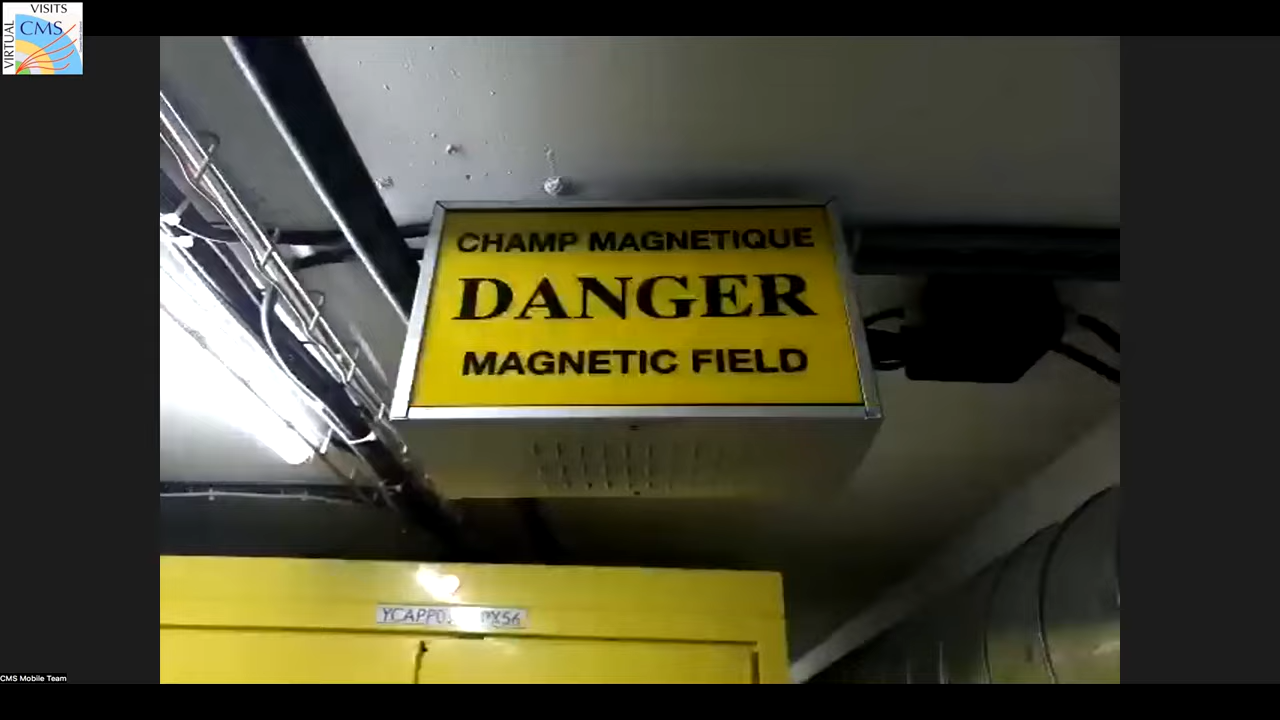 VISITS
VIRTUAL
CMS
CHAMP MAGNETIQUE
DANGER
MAGNETIC FIELD
CMS Mobile Team